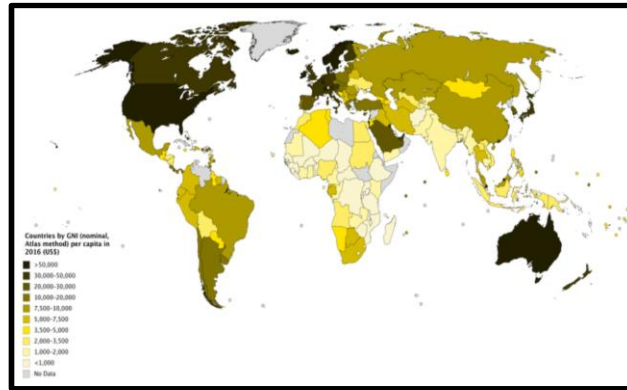 Countries by GNI (nominal,
Atlas method) per capita in
2016 (US$)
>50,000
30,000-50,000
20,000-30,000
10,000-20,000
7,500-10,000
5,000-7,500
3,500-5,000
2,000-3,500
1,000-2,000
<1,000
No Data